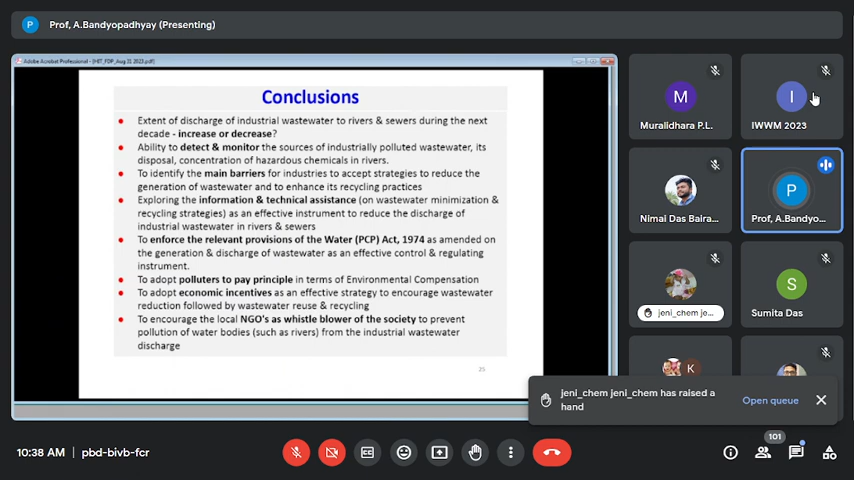 P Prof, A.Bandyopadhyay (Presenting)
Adobe Acrobat Professional - [HIT_FDP_Aug 31 2023.pdf]
Conclusions
Extent of discharge of industrial wastewater to rivers & sewers during the next
decade - increase or decrease?
Ability to detect & monitor the sources of industrially polluted wastewater, its
disposal, concentration of hazardous chemicals in rivers.
To identify the main barriers for industries to accept strategies to reduce the
generation of wastewater and to enhance its recycling practices
Exploring the information & technical assistance (on wastewater minimization &
recycling strategies) as an effective instrument to reduce the discharge of
industrial wastewater in rivers & sewers
To enforce the relevant provisions of the Water (PCP) Act, 1974 as amended on
the generation & discharge of wastewater as an effective control & regulating
instrument.
To adopt polluters to pay principle in terms of Environmental Compensation
To adopt economic incentives as an effective strategy to encourage wastewater
reduction followed by wastewater reuse & recycling
To encourage the local NGO's as whistle blower of the society to prevent
pollution of water bodies (such as rivers) from the industrial wastewater
discharge
25
M
Muralidhara P.L.
I
IWWM 2023
Nimai Das Baira...
P
Prof, A.Bandyo...
jeni_chem je...
S
Sumita Das
K
jeni_chem jeni_chem has raised a
hand
Open queue
10:38 AM | pbd-bivb-fcr
CC
101